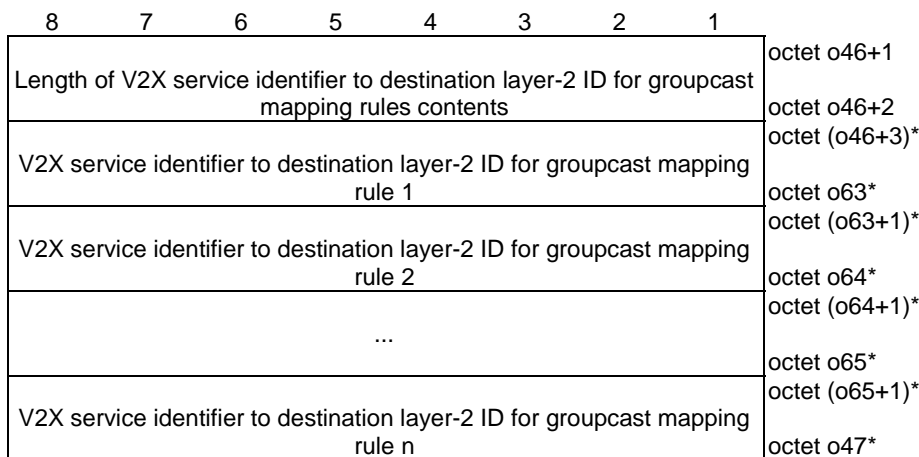 8 7 6 5 4 3 2 1
octet o46+1
Length of V2X service identifier to destination layer-2 ID for groupcast
mapping rules contents
octet o46+2
octet (o46+3)*
V2X service identifier to destination layer-2 ID for groupcast mapping
rule 1
octet o63*
octet (o63+1)*
V2X service identifier to destination layer-2 ID for groupcast mapping
rule 2
octet o64*
octet (o64+1)*
...
octet o65*
octet (o65+1)*
V2X service identifier to destination layer-2 ID for groupcast mapping
rule n
octet o47*